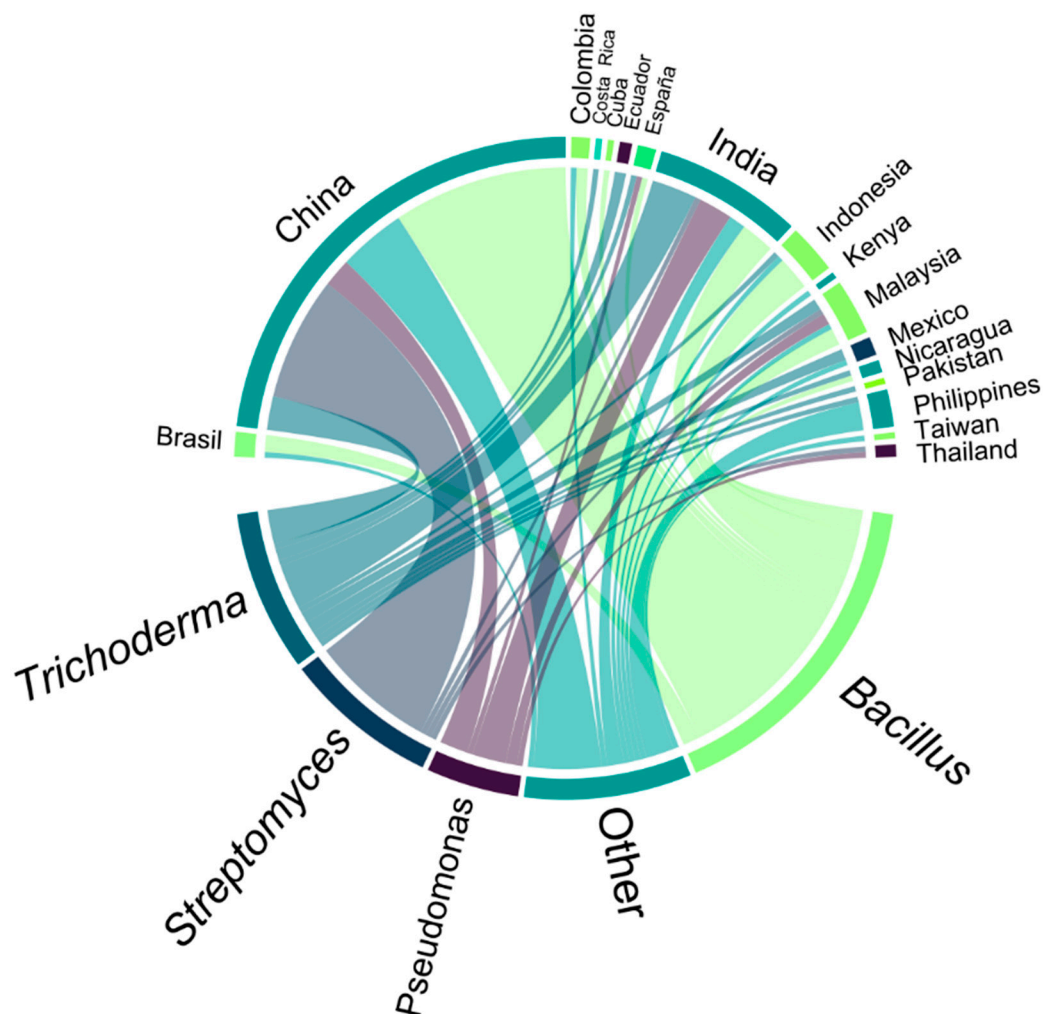 Colombia
Costa Rica
Cuba
Ecuador
España
India
Indonesia
Kenya
Malaysia
Mexico
Nicaragua
Pakistan
Philippines
Taiwan
Thailand
China
Brasil
Trichoderma
Streptomyces
Pseudomonas
Other
Bacillus